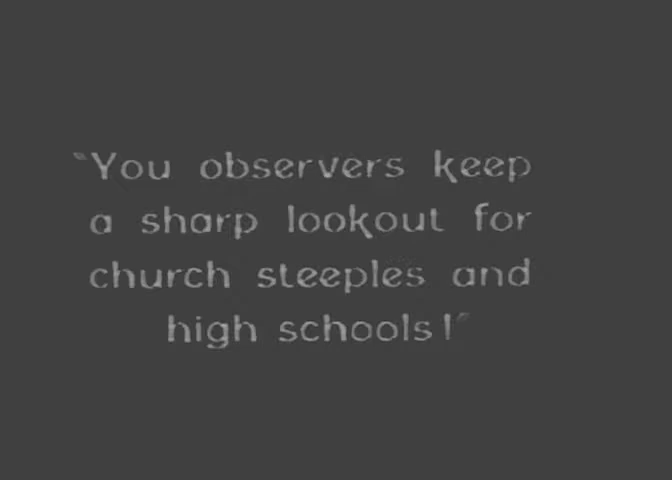 "You observers keep
a sharp lookout for
church steeples and
high schools!"